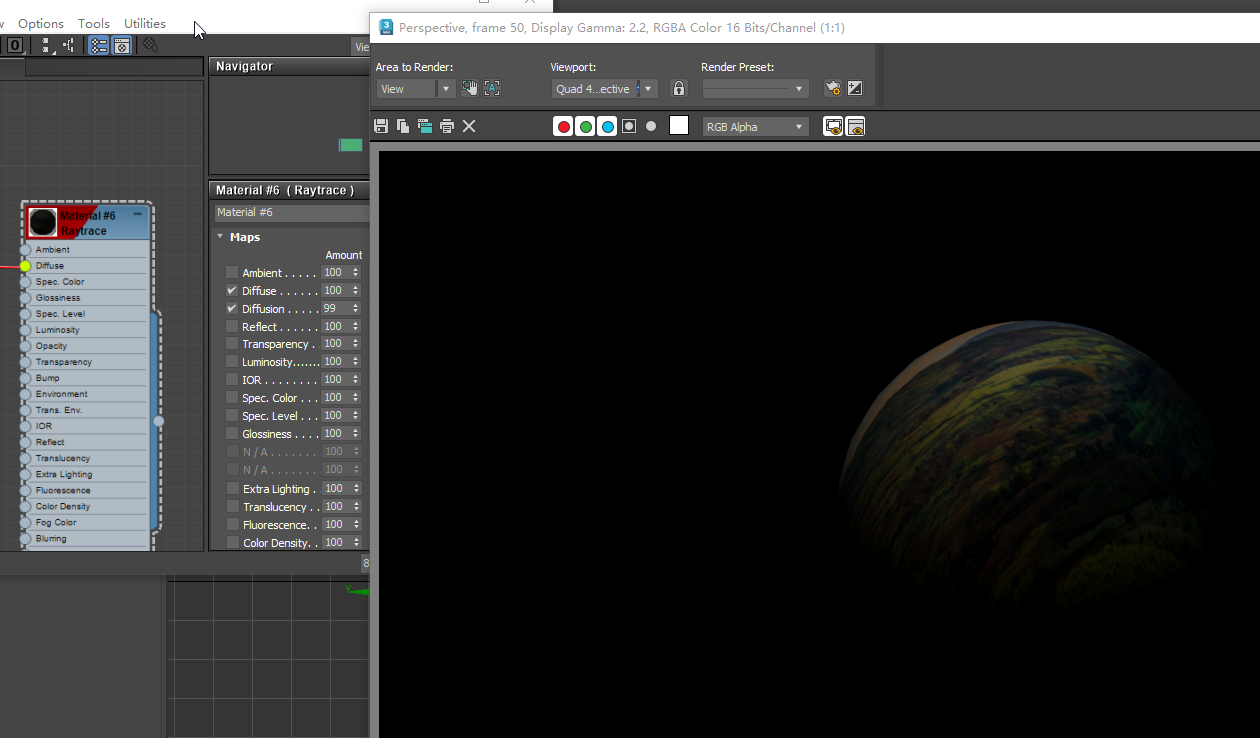 Options Tools Utilities
Perspective, frame 50, Display Gamma: 2.2, RGBA Color 16 Bits/Channel (1:1)
0
Vie
Navigator
Area to Render:
Viewport:
Render Preset:
View
Quad 4...ective
RGB Alpha
Material #6
Raytrace
Ambient
Diffuse
Spec. Color
Glossiness
Spec. Level
Luminosity
Opacity
Transparency
Bump
Environment
Trans. Env.
IOR
Reflect
Translucency
Extra Lighting
Fluorescence
Color Density
Fog Color
Blurring
Material #6 ( Raytrace )
Material #6
Maps
Amount
Ambient . . . . . 100
Diffuse . . . . . . 100
Diffusion . . . . . 99
Reflect . . . . . . 100
Transparency . 100
Luminosity....... 100
IOR . . . . . . . . 100
Spec. Color . . . 100
Spec. Level . . . 100
Glossiness . . . . 100
N / A . . . . . . . 100
N / A . . . . . . . 100
Extra Lighting . 100
Translucency . . 100
Fluorescence. . 100
Color Density. . 100
8
y